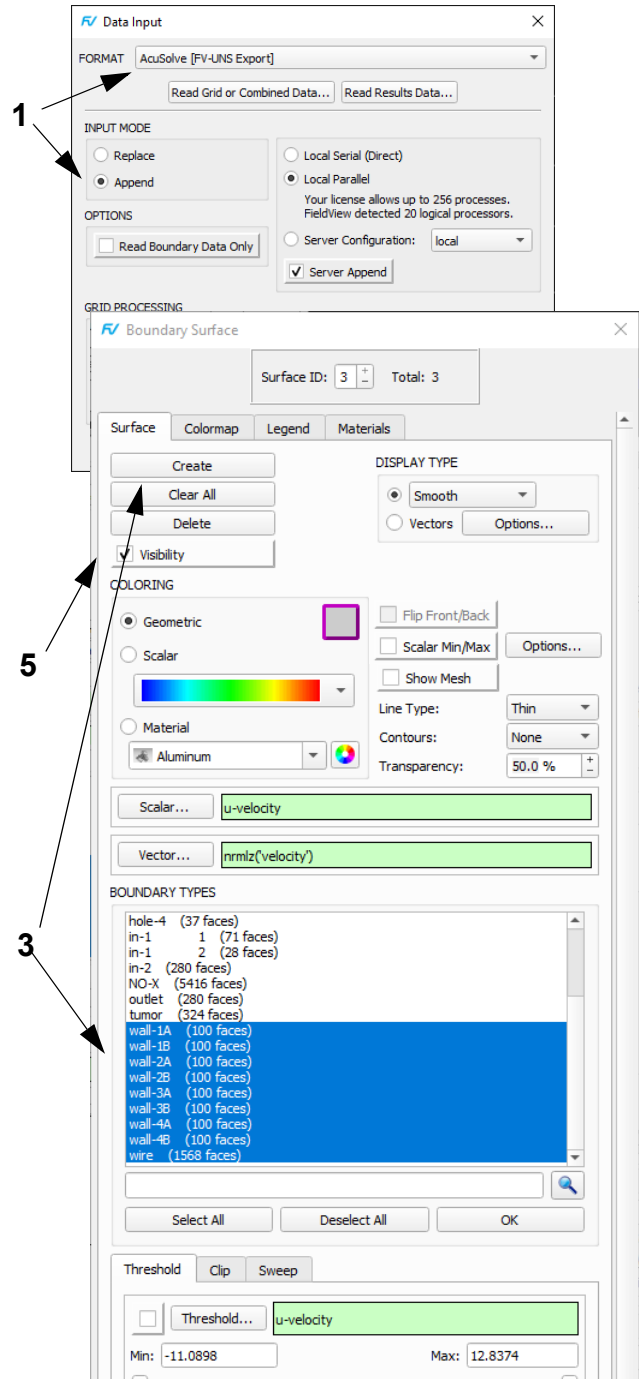 FV Data Input
FORMAT AcuSolve [FV-UNS Export]
Read Grid or Combined Data... Read Results Data...
1
INPUT MODE
Replace
Append
Local Serial (Direct)
Local Parallel
Your license allows up to 256 processes.
FieldView detected 20 logical processors.
OPTIONS
Read Boundary Data Only
Server Configuration: local
Server Append
GRID PROCESSING
FV Boundary Surface
Surface ID: 3 Total: 3
Surface Colormap Legend Materials
Create
Clear All
Delete
Visibility
DISPLAY TYPE
Smooth
Vectors Options...
5
COLORING
Geometric
Scalar
Material
Aluminum
Flip Front/Back
Scalar Min/Max Options...
Show Mesh
Line Type: Thin
Contours: None
Transparency: 50.0 %
Scalar... u-velocity
Vector... nrmlz('velocity')
BOUNDARY TYPES
3
hole-4 (37 faces)
in-1 1 (71 faces)
in-1 2 (28 faces)
in-2 (280 faces)
NO-X (5416 faces)
outlet (280 faces)
tumor (324 faces)
wall-1A (100 faces)
wall-1B (100 faces)
wall-2A (100 faces)
wall-2B (100 faces)
wall-3A (100 faces)
wall-3B (100 faces)
wall-4A (100 faces)
wall-4B (100 faces)
wire (1568 faces)
Select All Deselect All OK
Threshold Clip Sweep
Threshold... u-velocity
Min: -11.0898 Max: 12.8374